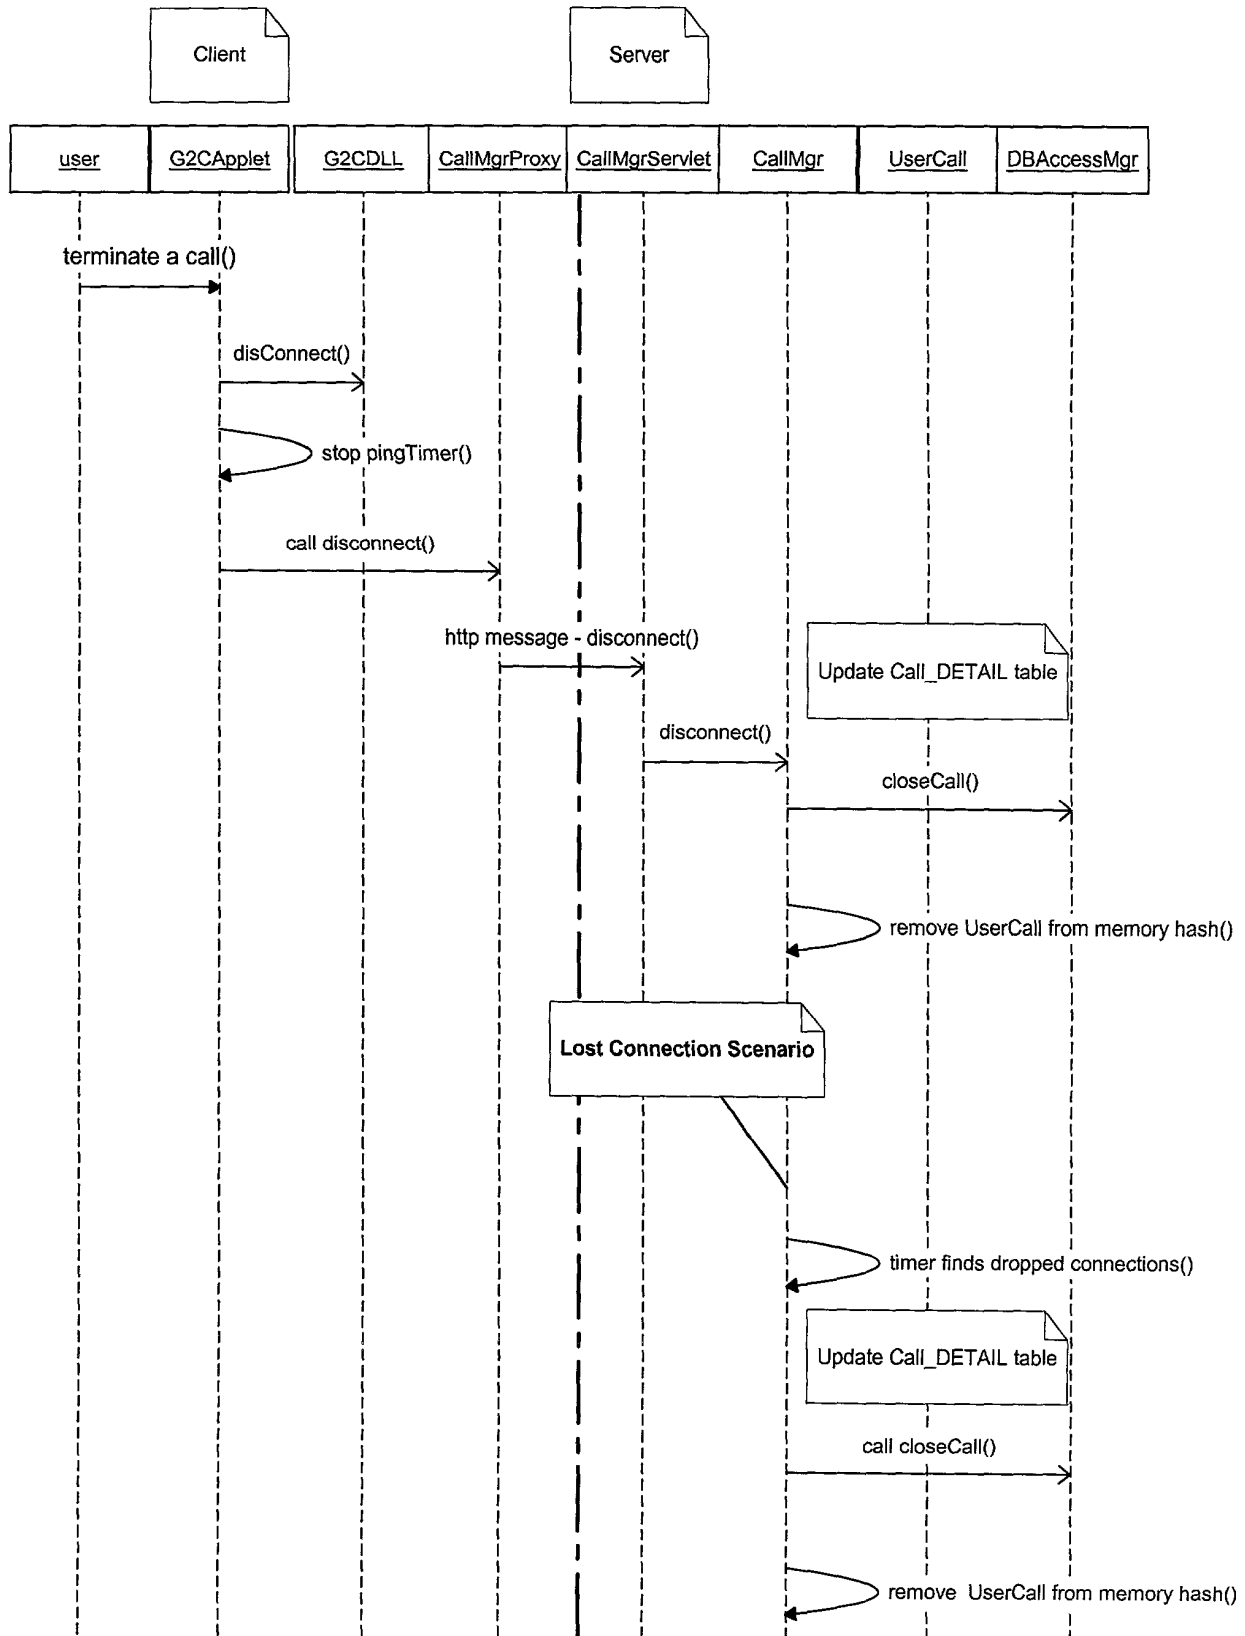 Client
Server
user
G2CApplet
G2CDLL
CallMgrProxy
CallMgrServlet
CallMgr
UserCall
DBAccessMgr
terminate a call()
disConnect()
stop pingTimer()
call disconnect()
http message - disconnect()
Update Call_DETAIL table
disconnect()
closeCall()
remove UserCall from memory hash()
Lost Connection Scenario
timer finds dropped connections()
Update Call_DETAIL table
call closeCall()
remove UserCall from memory hash()